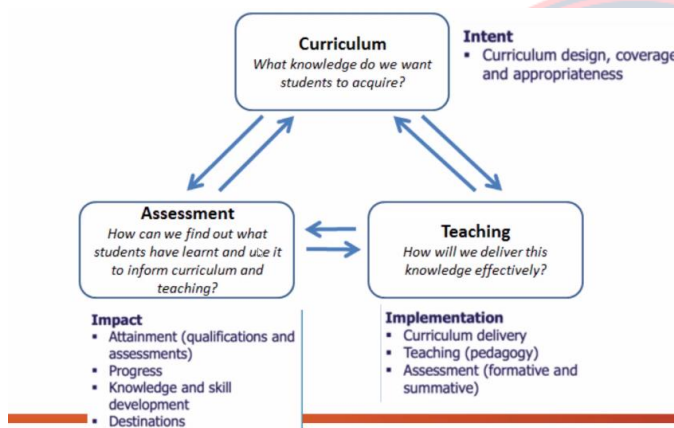 Curriculum
What knowledge do we want
students to acquire?
Intent
▪ Curriculum design, coverage
and appropriateness
Assessment
How can we find out what
students have learnt and use it
to inform curriculum and
teaching?
Teaching
How will we deliver this
knowledge effectively?
Impact
▪ Attainment (qualifications and
assessments)
▪ Progress
▪ Knowledge and skill
development
▪ Destinations
Implementation
▪ Curriculum delivery
▪ Teaching (pedagogy)
▪ Assessment (formative and
summative)